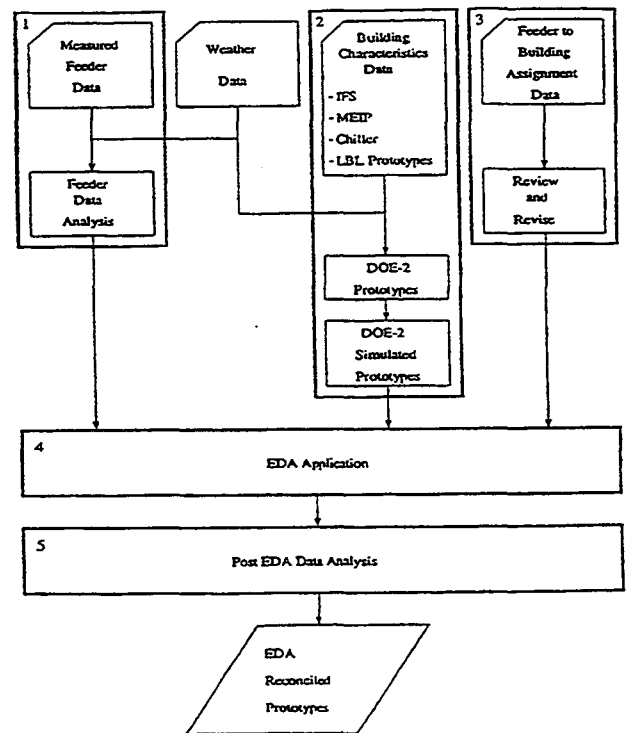 1
Measured
Feeder
Data
Weather
Data
2
Building
Characteristics
Data
- IFS
- MEIP
- Chiller
- LBL Prototypes
3
Feeder to
Building
Assignment
Data
Feeder
Data
Analysis
Review
and
Revise
DOE-2
Prototypes
DOE-2
Simulated
Prototypes
4
EDA Application
5
Post EDA Data Analysis
EDA
Reconciled
Prototypes